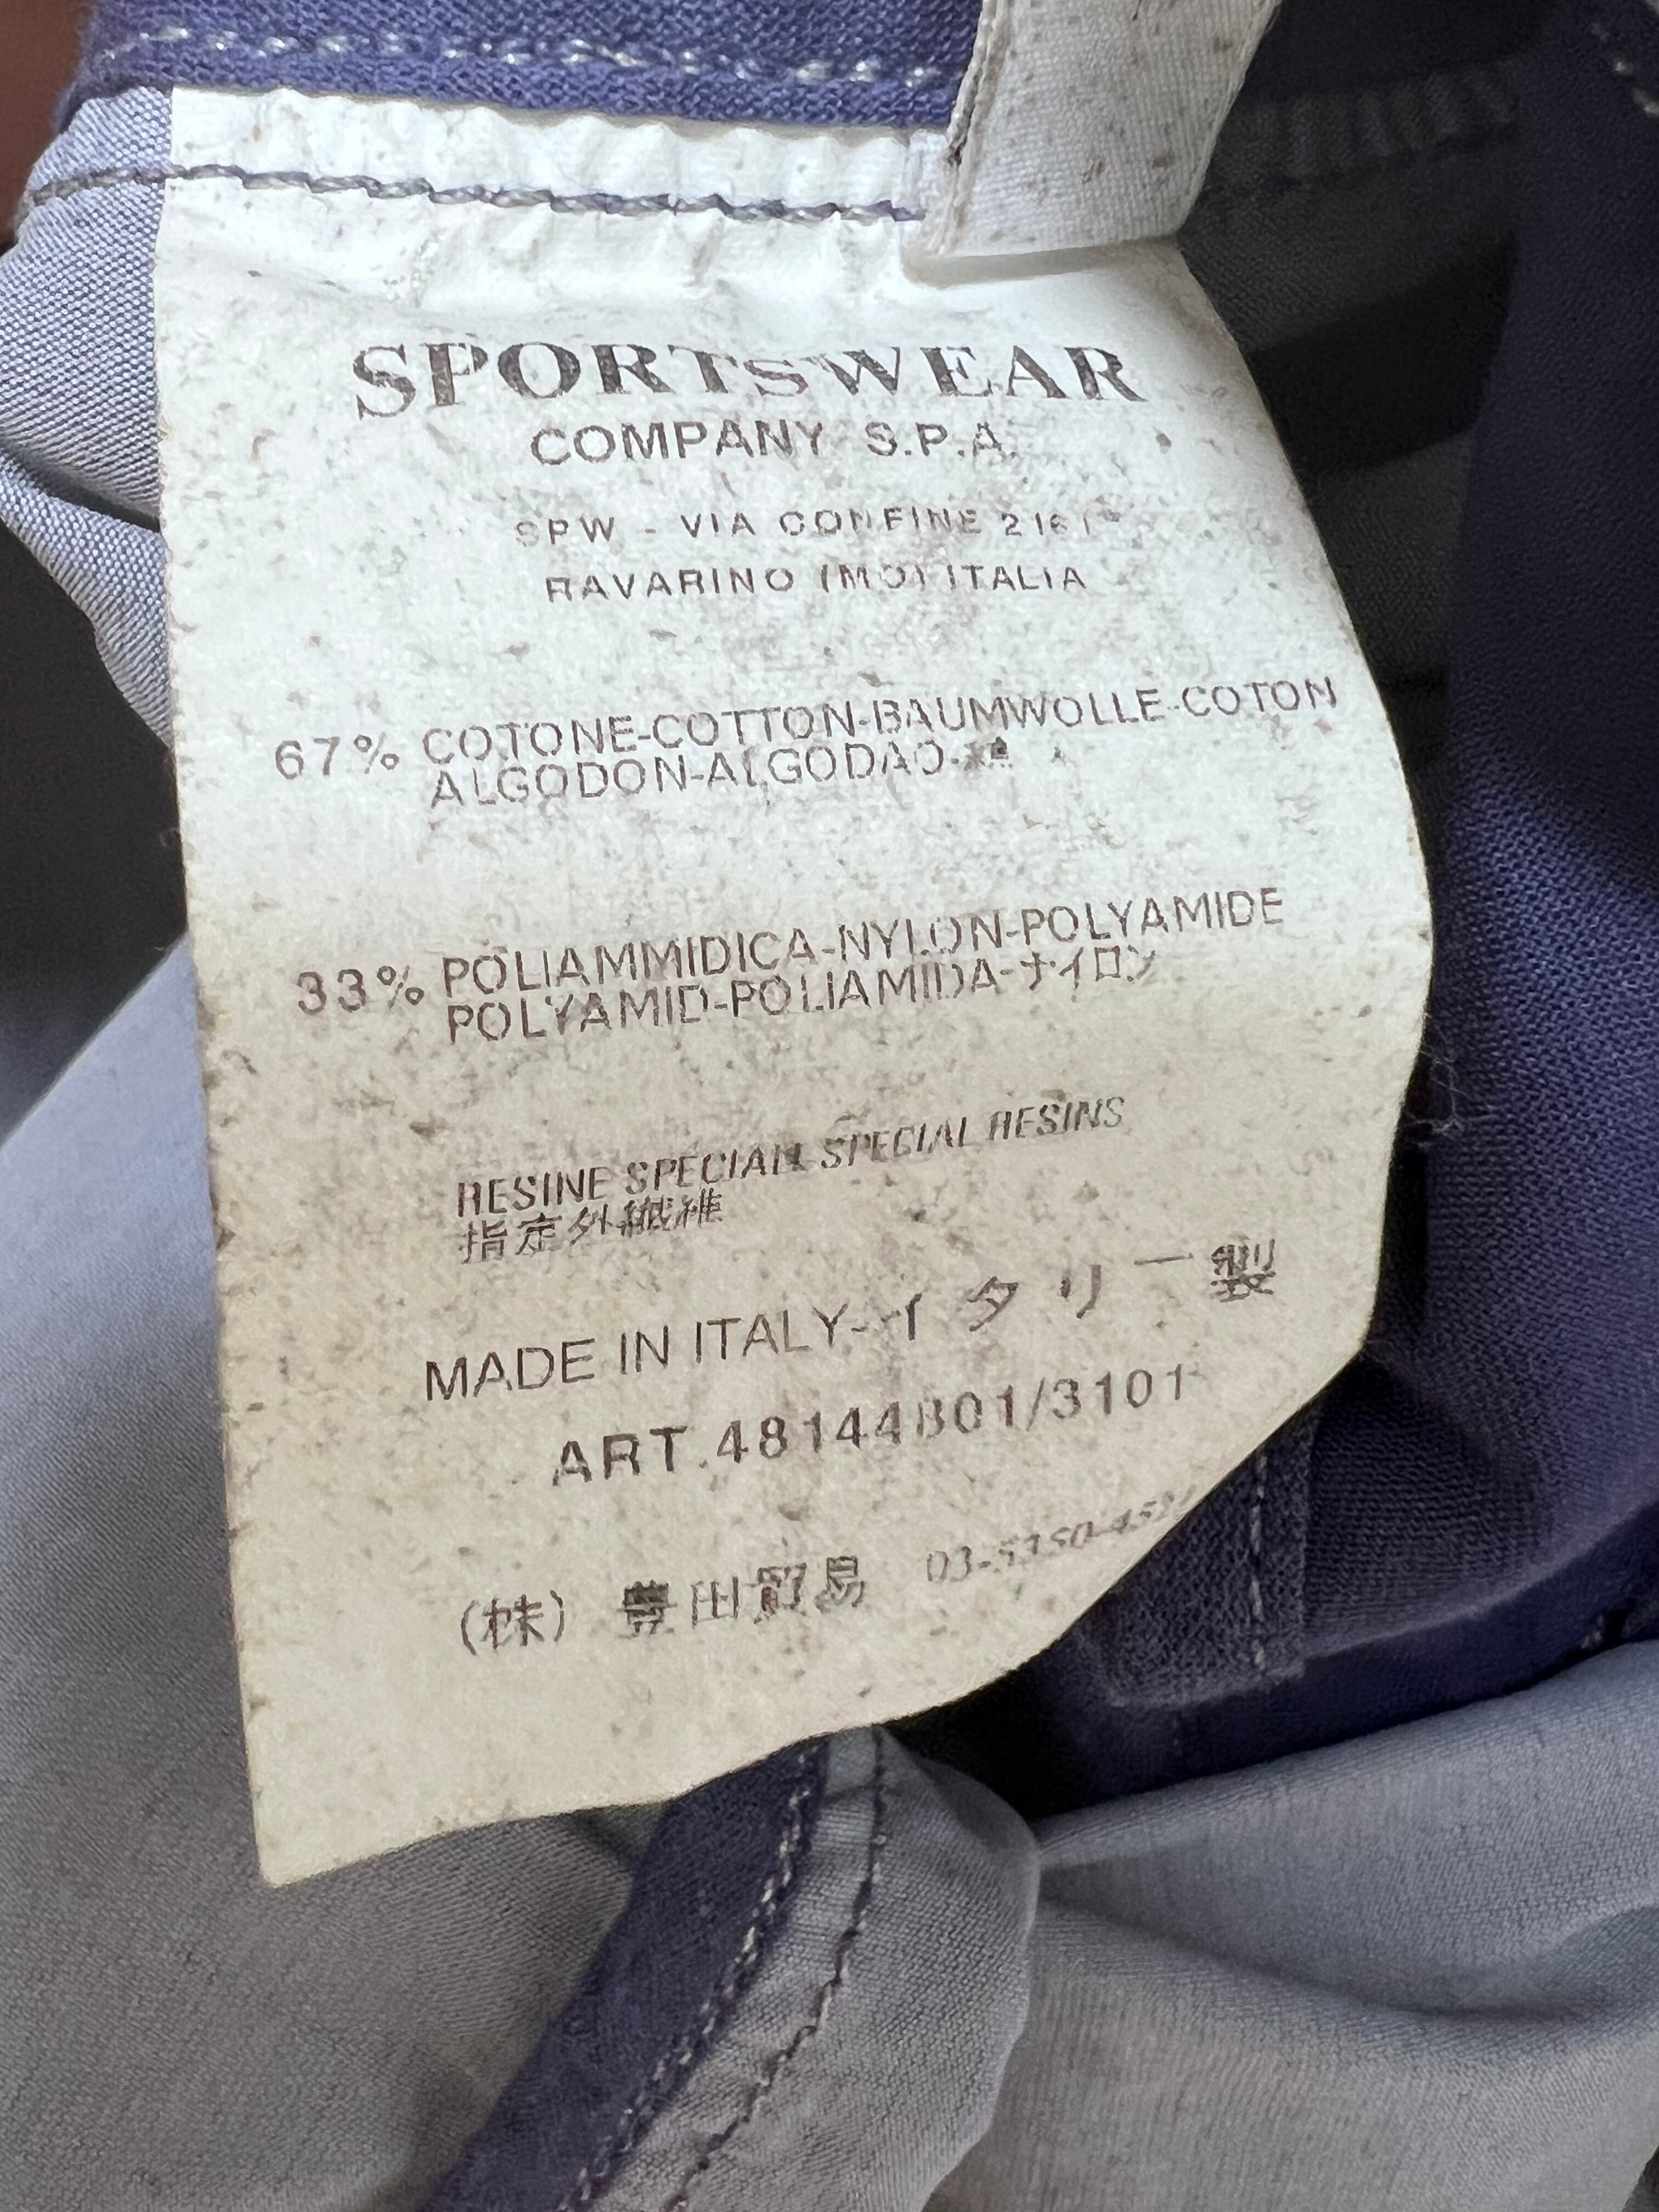 SPORTSWEAR
COMPANY S.P.A.
SPW - VIA CONFINE 2161
RAVARINO (MO) ITALIA
67% COTONE-COTTON-BAUMWOLLE-COTON
ALGODON-ALGODAO-
33% POLIAMMIDICA-NYLON-POLYAMIDE
POLYAMID-POLIAMIDA-ナイロン
RESINE SPECIALI SPECIAL RESINS
指定外繊維
MADE IN ITALY-イタリー製
ART.48144B01/3101
(株) 豊田貿易